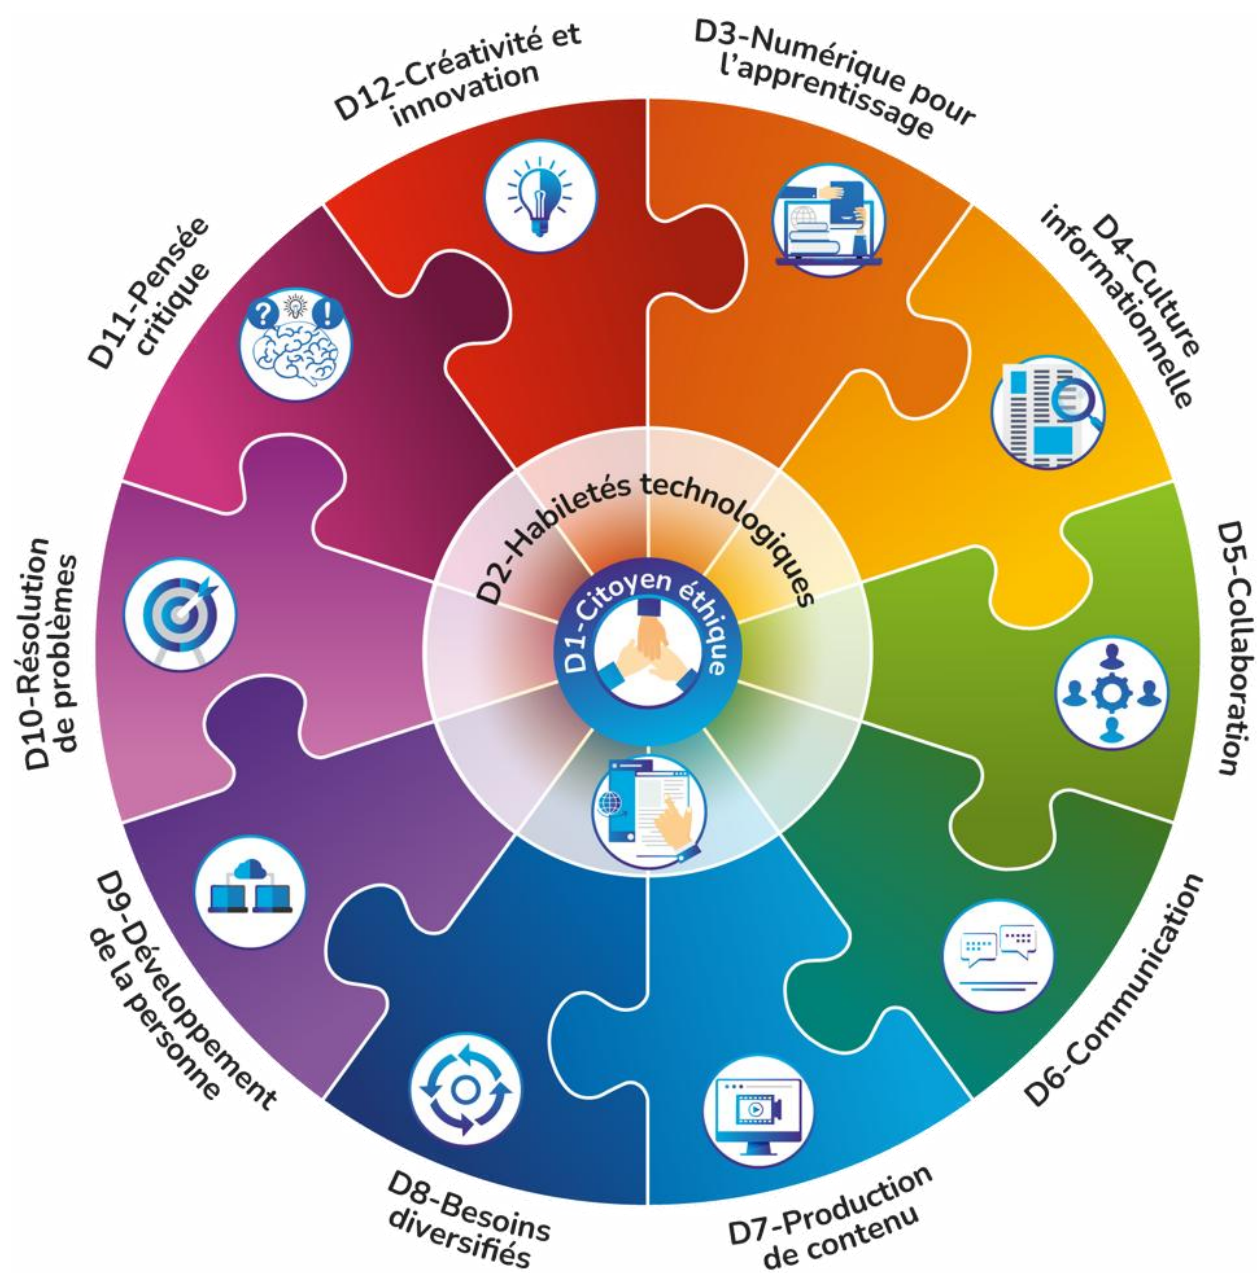 D1-Citoyen éthique
D2-Habiletés technologiques
D3-Numérique pour
l'apprentissage
D4-Culture
informationnelle
D5-Collaboration
D6-Communication
D7-Production
de contenu
D8-Besoins
diversifiés
D9-Développement
de la personne
D10-Résolution
de problèmes
D11-Pensée
critique
D12-Créativité et
innovation
?
!